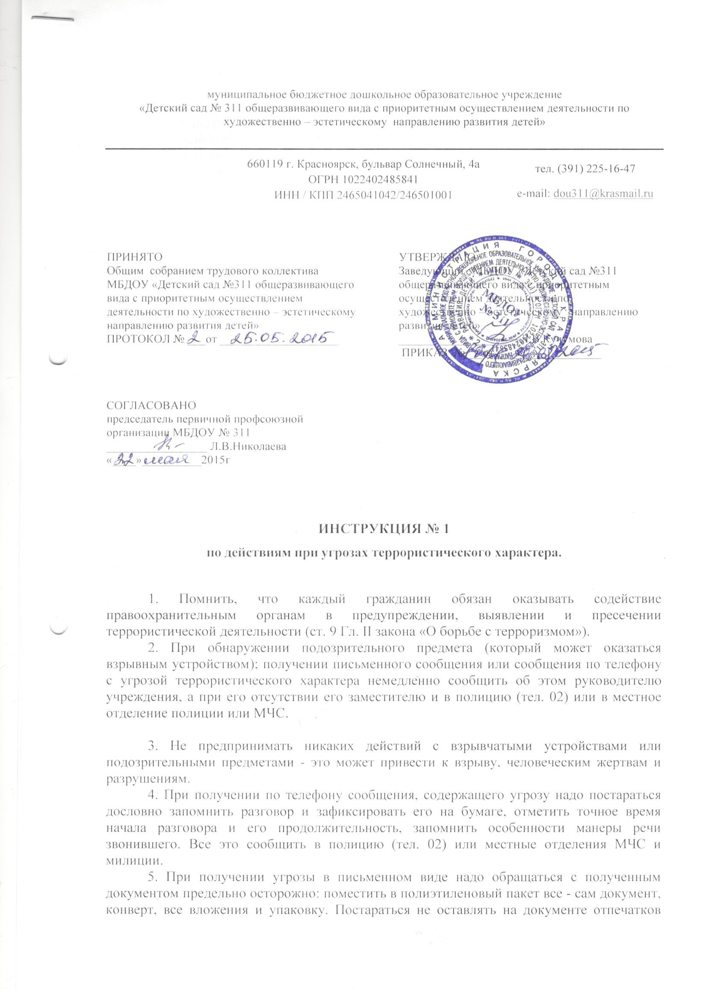 муниципальное бюджетное дошкольное образовательное учреждение
«Детский сад № 311 общеразвивающего вида с приоритетным осуществлением деятельности по
художественно – эстетическому направлению развития детей»
660119 г. Красноярск, бульвар Солнечный, 4а
ОГРН 1022402485841
ИНН / КПП 2465041042/246501001
тел. (391) 225-16-47
e-mail: dou311@krasmail.ru
ПРИНЯТО
Общим собранием трудового коллектива
МБДОУ «Детский сад №311 общеразвивающего
вида с приоритетным осуществлением
деятельности по художественно – эстетическому
направлению развития детей»
ПРОТОКОЛ № 2 от 25.05.2015
УТВЕРЖДАЮ
Заведующий МБДОУ «Детский сад №311
общеразвивающего вида с приоритетным
осуществлением деятельности по
художественно – эстетическому направлению
развития детей»
ПРИКАЗ №
АДМИНИСТРАЦИЯ ГОРОДА КРАСНОЯРСКА
МБДОУ
№ 311
СОГЛАСОВАНО
председатель первичной профсоюзной
организации МБДОУ № 311
Л.В.Николаева
«22» мая 2015г
ИНСТРУКЦИЯ № 1
по действиям при угрозах террористического характера.
1. Помнить, что каждый гражданин обязан оказывать содействие
правоохранительным органам в предупреждении, выявлении и пресечении
террористической деятельности (ст. 9 Гл. II закона «О борьбе с терроризмом»).
2. При обнаружении подозрительного предмета (который может оказаться
взрывным устройством); получении письменного сообщения или сообщения по телефону
с угрозой террористического характера немедленно сообщить об этом руководителю
учреждения, а при его отсутствии его заместителю и в полицию (тел. 02) или в местное
отделение полиции или МЧС.
3. Не предпринимать никаких действий с взрывчатыми устройствами или
подозрительными предметами - это может привести к взрыву, человеческим жертвам и
разрушениям.
4. При получении по телефону сообщения, содержащего угрозу надо постараться
дословно запомнить разговор и зафиксировать его на бумаге, отметить точное время
начала разговора и его продолжительность, запомнить особенности манеры речи
звонившего. Все это сообщить в полицию (тел. 02) или местные отделения МЧС и
милиции.
5. При получении угрозы в письменном виде надо обращаться с полученным
документом предельно осторожно: поместить в полиэтиленовый пакет все - сам документ,
конверт, все вложения и упаковку. Постараться не оставлять на документе отпечатков